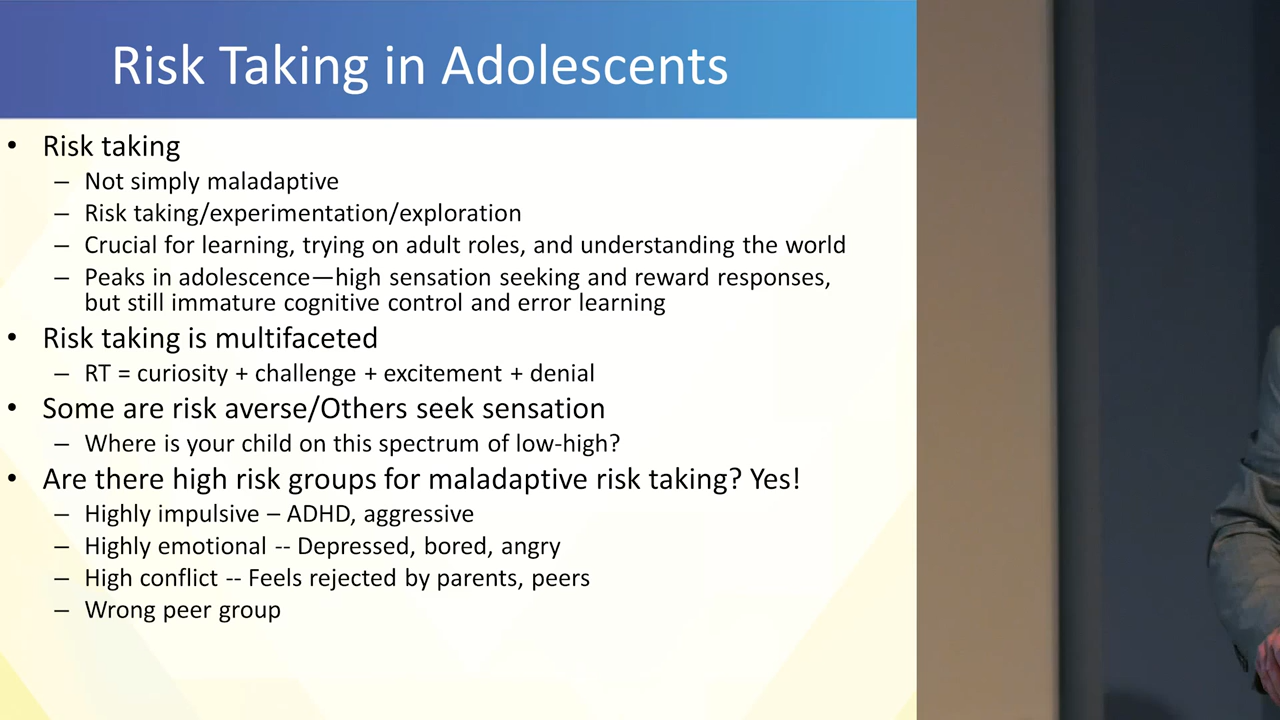 Risk Taking in Adolescents
• Risk taking
– Not simply maladaptive
– Risk taking/experimentation/exploration
– Crucial for learning, trying on adult roles, and understanding the world
– Peaks in adolescence—high sensation seeking and reward responses,
but still immature cognitive control and error learning
• Risk taking is multifaceted
– RT = curiosity + challenge + excitement + denial
• Some are risk averse/Others seek sensation
– Where is your child on this spectrum of low-high?
• Are there high risk groups for maladaptive risk taking? Yes!
– Highly impulsive – ADHD, aggressive
– Highly emotional -- Depressed, bored, angry
– High conflict -- Feels rejected by parents, peers
– Wrong peer group